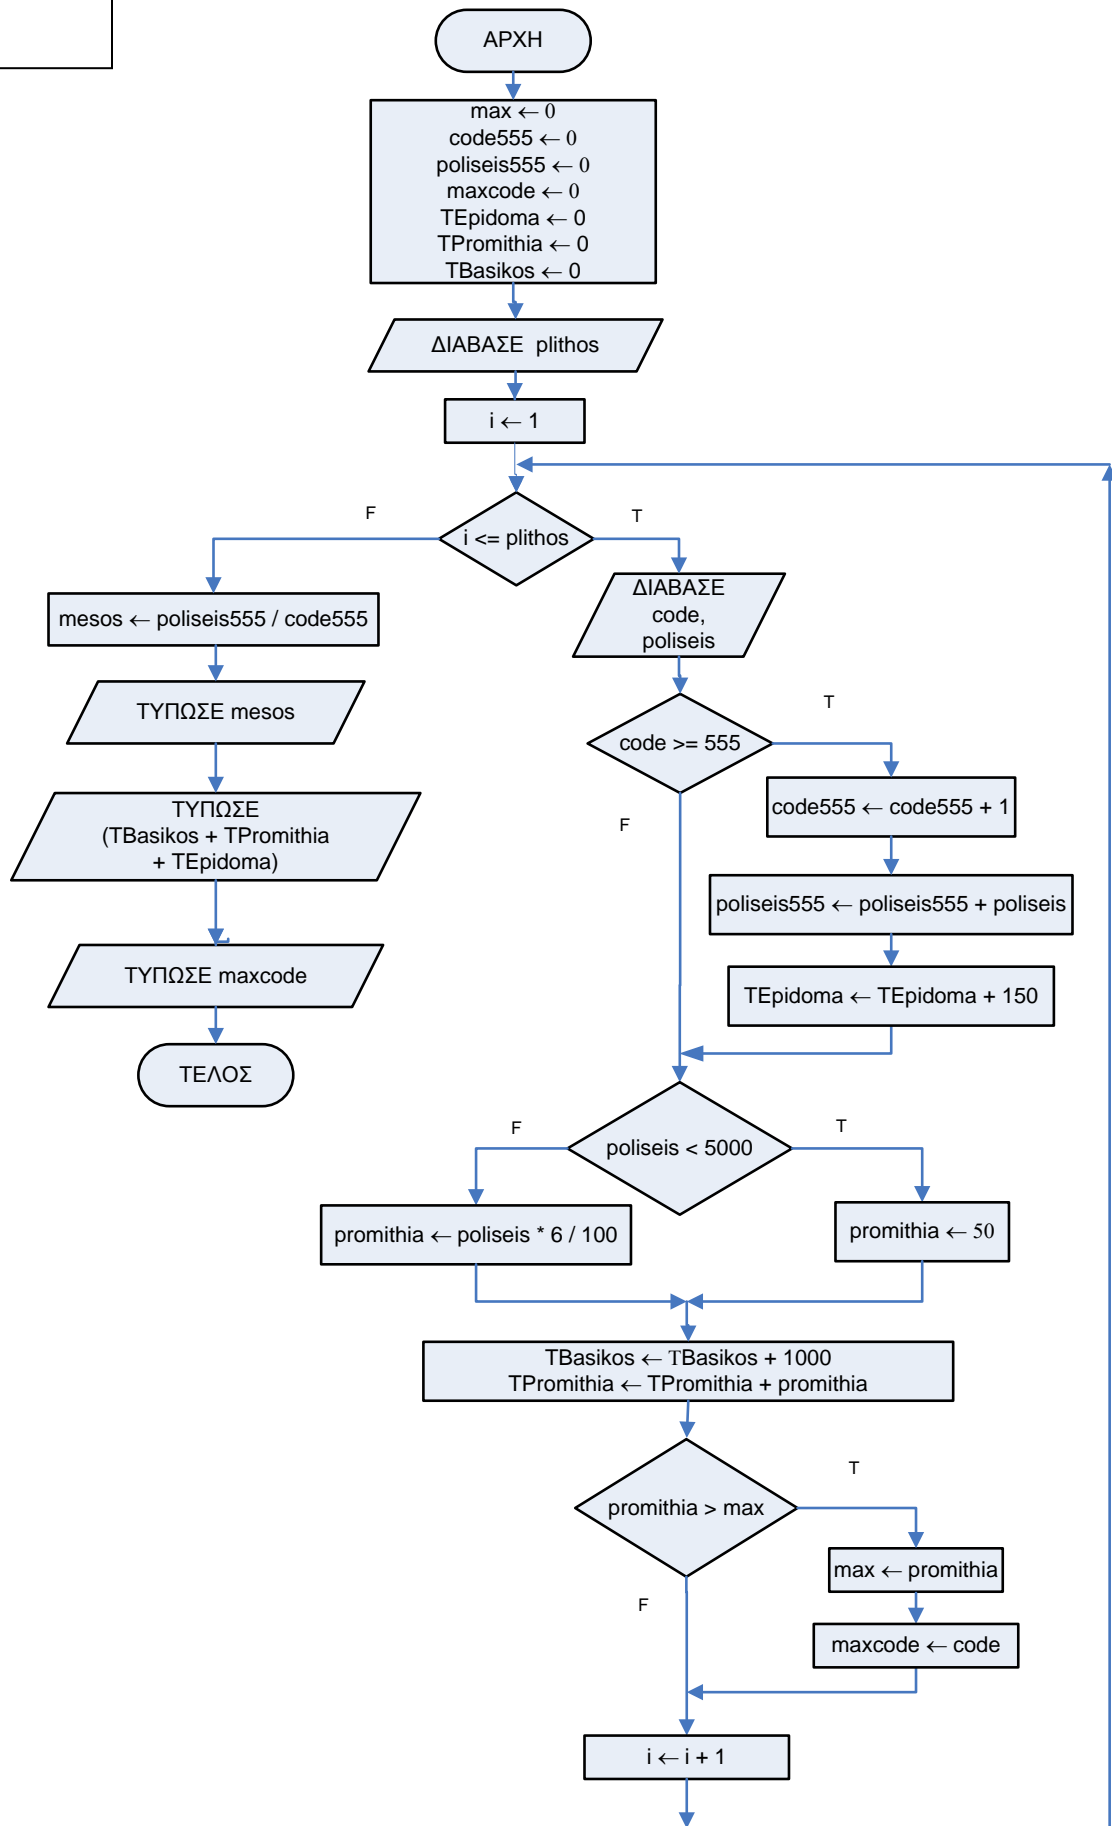 ΑΡΧΗ
max ← 0
code555 ← 0
poliseis555 ← 0
maxcode ← 0
TEpidoma ← 0
TPromithia ← 0
TBasikos ← 0
ΔΙΑΒΑΣΕ plithos
i ← 1
i <= plithos
F
T
mesos ← poliseis555 / code555
ΤΥΠΩΣΕ mesos
ΤΥΠΩΣΕ
(TBasikos + TPromithia
+ TEpidoma)
ΤΥΠΩΣΕ maxcode
ΤΕΛΟΣ
ΔΙΑΒΑΣΕ
code,
poliseis
code >= 555
T
F
code555 ← code555 + 1
poliseis555 ← poliseis555 + poliseis
TEpidoma ← TEpidoma + 150
poliseis < 5000
F
T
promithia ← poliseis * 6 / 100
promithia ← 50
TBasikos ← TBasikos + 1000
TPromithia ← TPromithia + promithia
promithia > max
T
F
max ← promithia
maxcode ← code
i ← i + 1